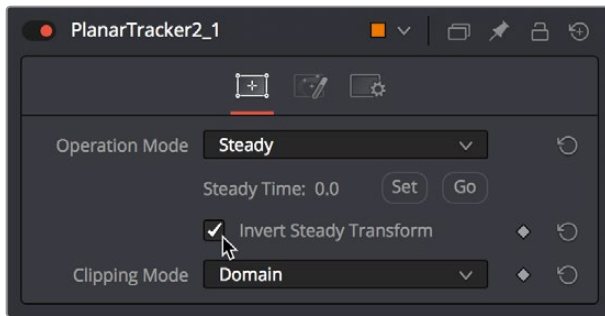 PlanarTracker2_1
Operation Mode Steady
Steady Time: 0.0 Set Go
Invert Steady Transform
Clipping Mode Domain